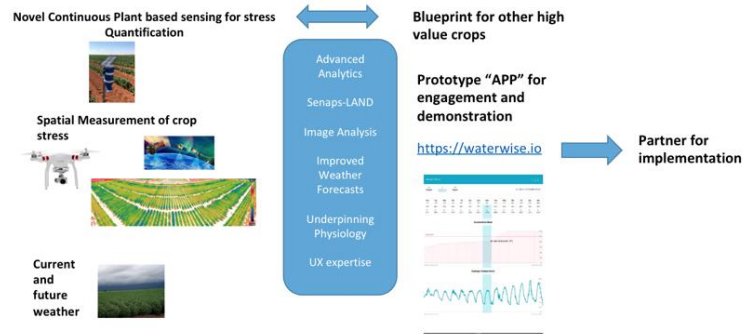 Novel Continuous Plant based sensing for stress
Quantification
Spatial Measurement of crop
stress
Current
and
future
weather
Advanced
Analytics
Senaps-LAND
Image Analysis
Improved
Weather
Forecasts
Underpinning
Physiology
UX expertise
Blueprint for other high
value crops
Prototype “APP” for
engagement and
demonstration
https://waterwise.io
Partner for
implementation